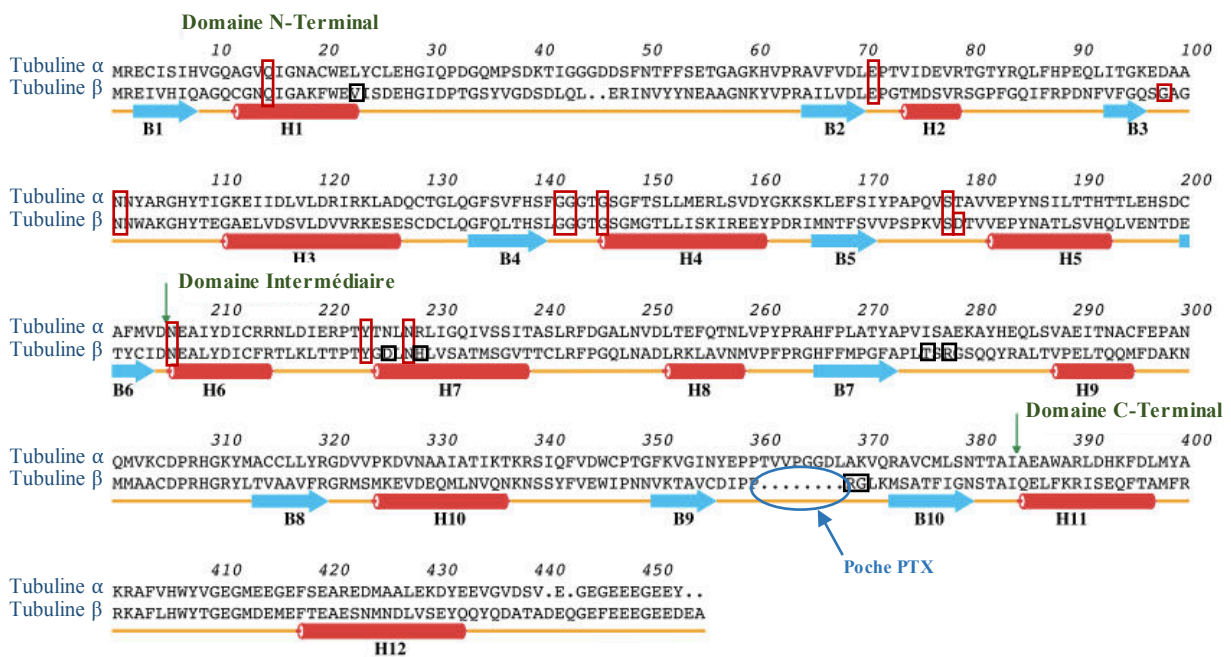 Domaine N-Terminal
10 20 30 40 50 60 70 80 90 100
Tubuline α MRECISIHVGQAGVQIGNACWELYCLEHGIQPDGQMPSDKTIGGGDDSFNTFFSETGAGKHVPRAVFVDLEPTVIDEVRTGTYRQLFHPEQLITGKEDAA
Tubuline β MREIVHIQAGQCGNQIGAKFWEVISDEHGIDPTGSYVGDSDLQL..ERINVYYNEAAGNKYVPRAILVDLEPGTMDSVRSGPFGQIFRPDNFVFGQSGAG
B1 H1 B2 H2 B3
110 120 130 140 150 160 170 180 190 200
Tubuline α NNYARGHYTIGKEIIDLVLDRIRKLADQCTGLQGFSVFHSFGGGTGSGFTSLLMERLSVDYGKKSKLEFSIYPAPQVSTAVVEPYNSILTTHTTLEHSDC
Tubuline β NNWAKGHYTEGAELVDSVLDVVRKESESCDCLQGFQLTHSLGGGTGSGMGTLLISKIREEYPDRIMNTFSVVPSPKVSDTVVEPYNATLSVHQLVENTDE
H3 B4 H4 B5 H5
Domaine Intermédiaire
210 220 230 240 250 260 270 280 290 300
Tubuline α AFMVDNEAIYDICRRNLDIERPTYTNLNRLIGQIVSSITASLRFDGALNVDLTEFQTNLVPYPRAHFPLATYAPVISAEKAYHEQLSVAEITNACFEPAN
Tubuline β TYCIDNEALYDICFRTLKLTTPTYGDLNHLVSATMSGVTTCLRFPGQLNADLRKLAVNMVPFPRGHFFMPGFAPLTSRGSQQYRALTVPELTQQMFDAKN
B6 H6 H7 H8 B7 H9
Domaine C-Terminal
310 320 330 340 350 360 370 380 390 400
Tubuline α QMVKCDPRHGKYMACCLLYRGDVVPKDVNAAIATIKTKRSIQFVDWCPTGFKVGINYEPPTVVPGGDLAKVQRAVCMLSNTTAIAEAWARLDHKFDLMYA
Tubuline β MMAACDPRHGRYLTVAAVFRGRMSMKEVDEQMLNVQNKNSSYFVEWIPNNVKTAVCDIPP........RGLKMSATFIGNSTAIQELFKRISEQFTAMFR
B8 H10 B9 B10 H11
Poche PTX
410 420 430 440 450
Tubuline α KRAFVHWYVGEGMEEGEFSEAREDMAALEKDYEEVGVDSV.E.GEGEEEGEEY..
Tubuline β RKAFLHWYTGEGMDEMEFTEAESNMNDLVSEYQQYQDATADEQGEFEEEGEEDEA
H12